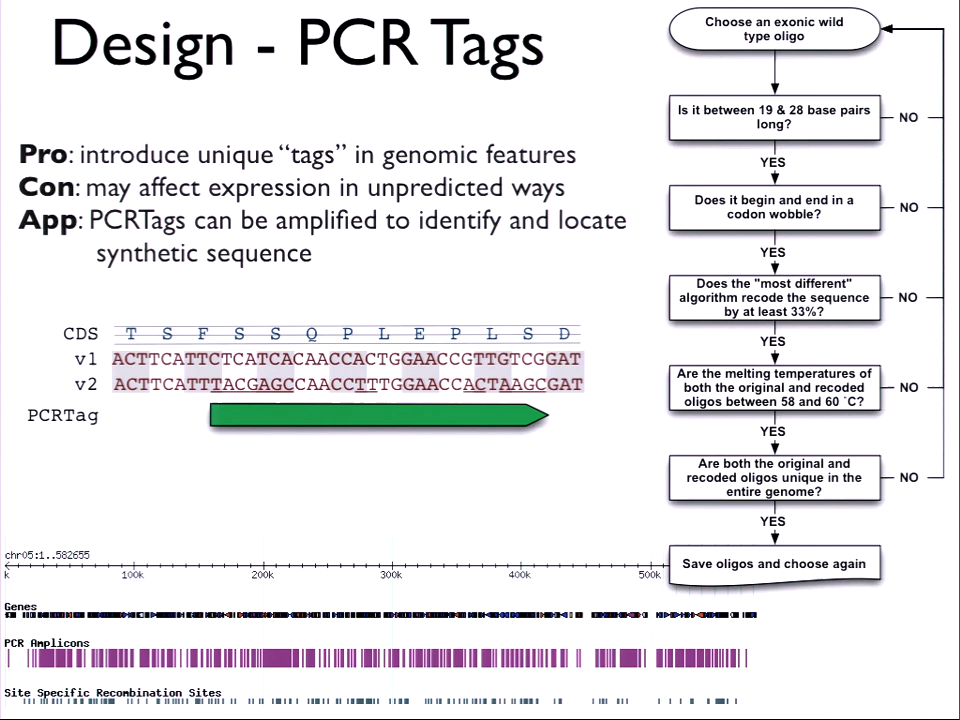 Design - PCR Tags
Pro: introduce unique “tags” in genomic features
Con: may affect expression in unpredicted ways
App: PCRTags can be amplified to identify and locate
synthetic sequence
CDS T S F S S Q P L E P L S D
v1 ACTTCATTCTCATCACAACCACTGGAACCGTTGTCGGAT
v2 ACTTCATTTACGAGCCAACCTTTGGAACCACTAAGCGAT
PCRTag
Choose an exonic wild
type oligo
Is it between 19 & 28 base pairs
long?
NO
YES
Does it begin and end in a
codon wobble?
NO
YES
Does the "most different"
algorithm recode the sequence
by at least 33%?
NO
YES
Are the melting temperatures of
both the original and recoded
oligos between 58 and 60 ˚C?
NO
YES
Are both the original and
recoded oligos unique in the
entire genome?
NO
YES
Save oligos and choose again
chr05:1..582655
k 100k 200k 300k 400k 500k
Genes
PCR Amplicons
Site Specific Recombination Sites